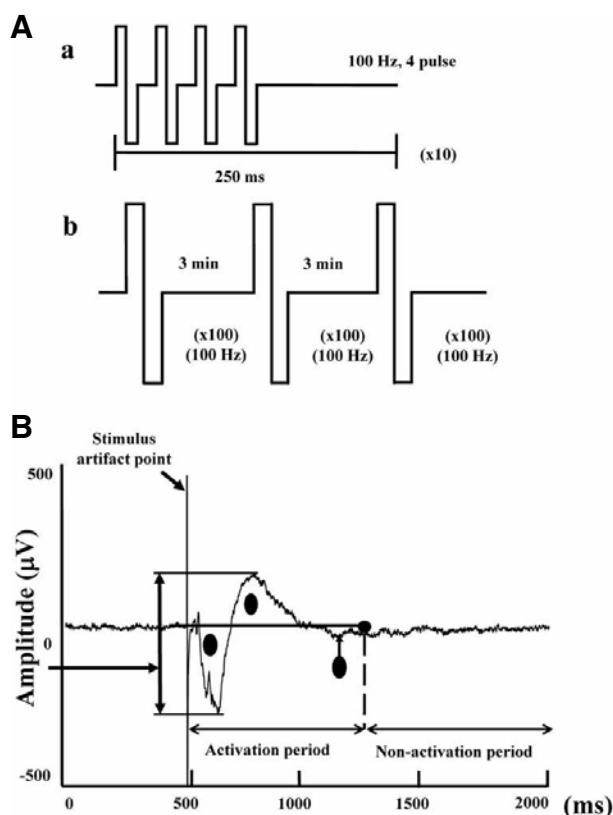 A
a
100 Hz, 4 pulse
(x10)
250 ms
b
3 min 3 min
(x100) (x100) (x100)
(100 Hz) (100 Hz) (100 Hz)
B
Stimulus
artifact point
500
Amplitude (µV)
0
-500
Activation period Non-activation period
0 500 1000 1500 2000 (ms)